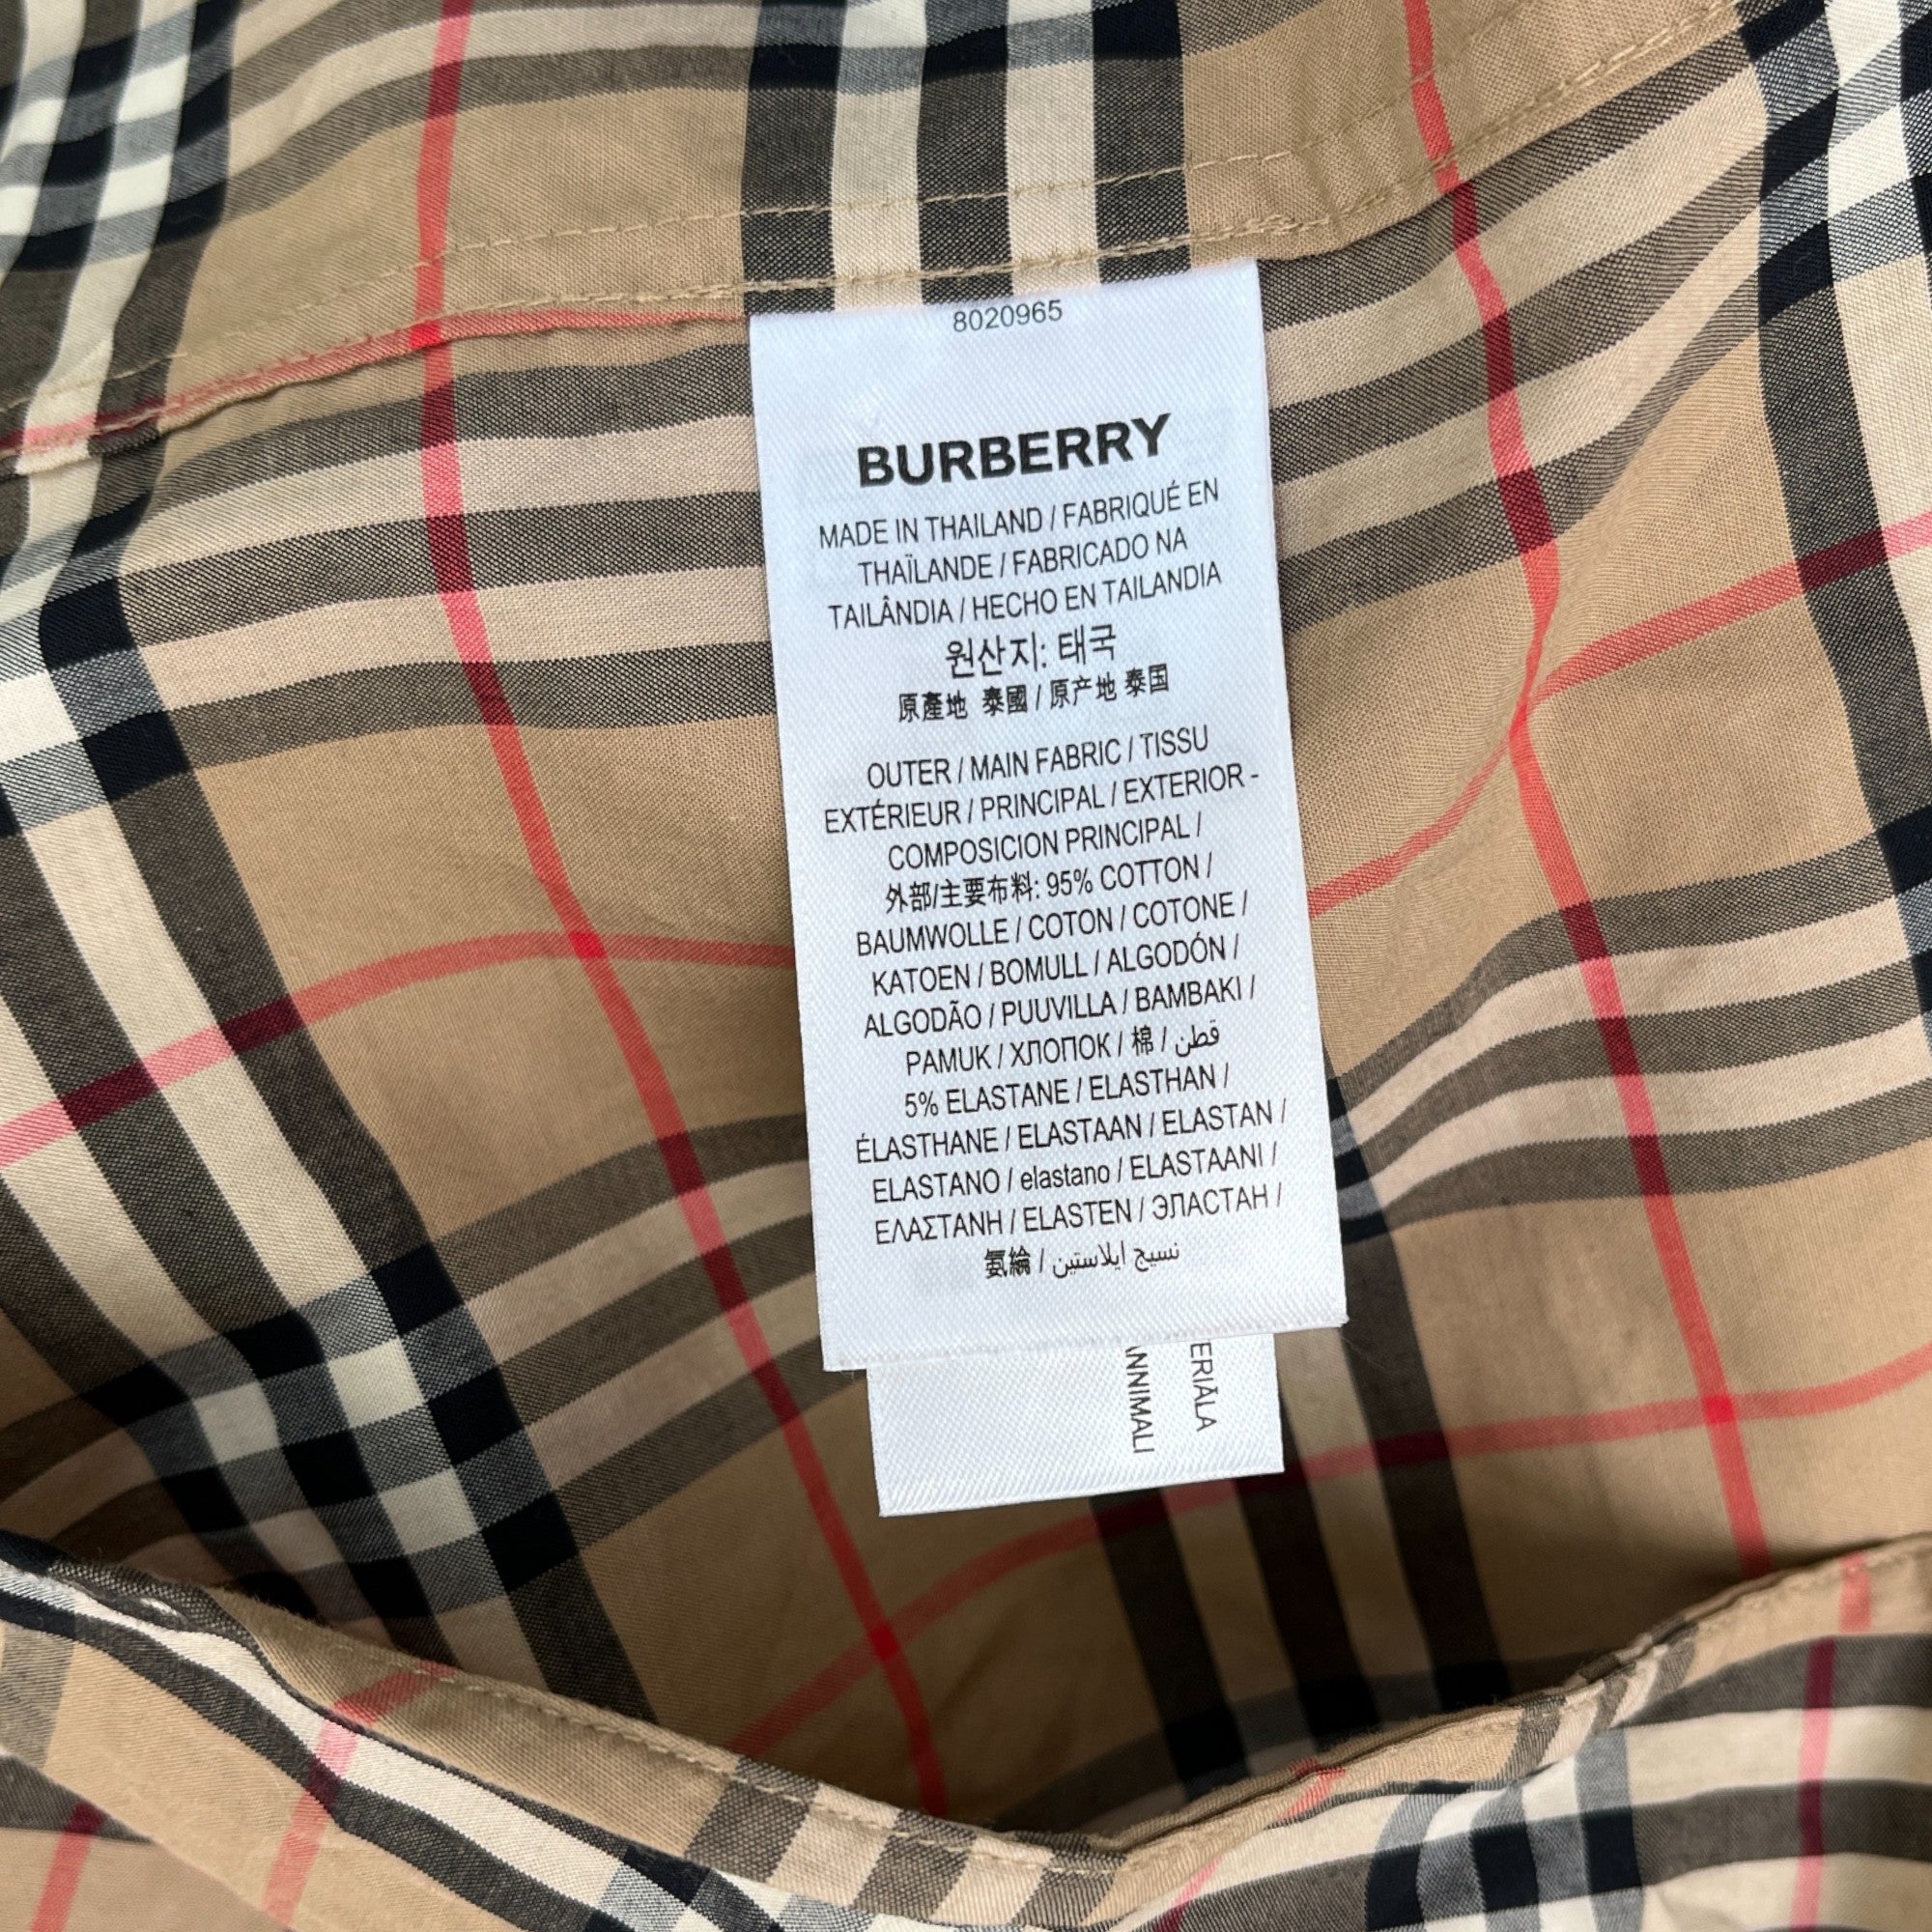 8020965
BURBERRY
MADE IN THAILAND / FABRIQUÉ EN
THAÏLANDE / FABRICADO NA
TAILÂNDIA / HECHO EN TAILANDIA
원산지: 태국
原產地 泰國 / 原产地 泰国
OUTER / MAIN FABRIC / TISSU
EXTÉRIEUR / PRINCIPAL / EXTERIOR -
COMPOSICION PRINCIPAL /
外部/主要布料: 95% COTTON /
BAUMWOLLE / COTON / COTONE /
KATOEN / BOMULL / ALGODÓN /
ALGODÃO / PUUVILLA / BAMBAKI /
PAMUK / ХЛОПОК / 棉 / قطن
5% ELASTANE / ELASTHAN /
ÉLASTHANE / ELASTAAN / ELASTAN /
ELASTANO / elastano / ELASTAANI /
ΕΛΑΣΤΑΝΗ / ELASTEN / ЭЛАСТАН /
氨綸 / نسيج ايلاستين
ERIĀLA
NNIMALI